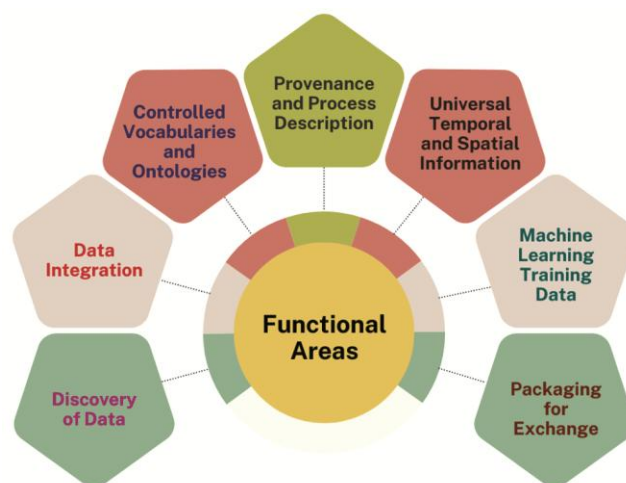 Provenance
and Process
Description
Controlled
Vocabularies
and
Ontologies
Universal
Temporal
and Spatial
Information
Data
Integration
Machine
Learning
Training
Data
Functional
Areas
Discovery
of Data
Packaging
for
Exchange